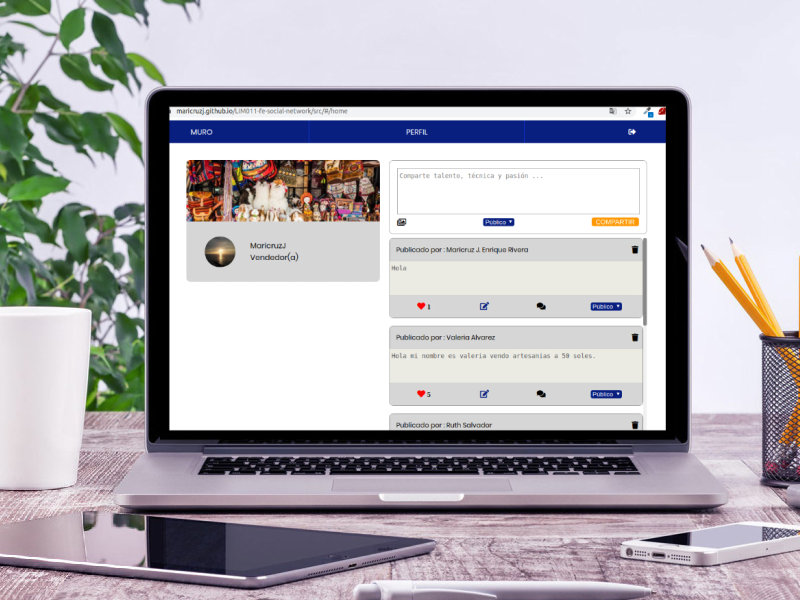 maricruzj.github.io/LIM011-fe-social-network/src/#/home
MURO
PERFIL
MaricruzJ
Vendedor(a)
Comparte talento, técnica y pasión ...
Público
COMPARTIR
Publicado por : Maricruz J. Enrique Rivera
Hola
1
Público
Publicado por : Valeria Alvarez
Hola mi nombre es valeria vendo artesanias a 50 soles.
5
Público
Publicado por : Ruth Salvador